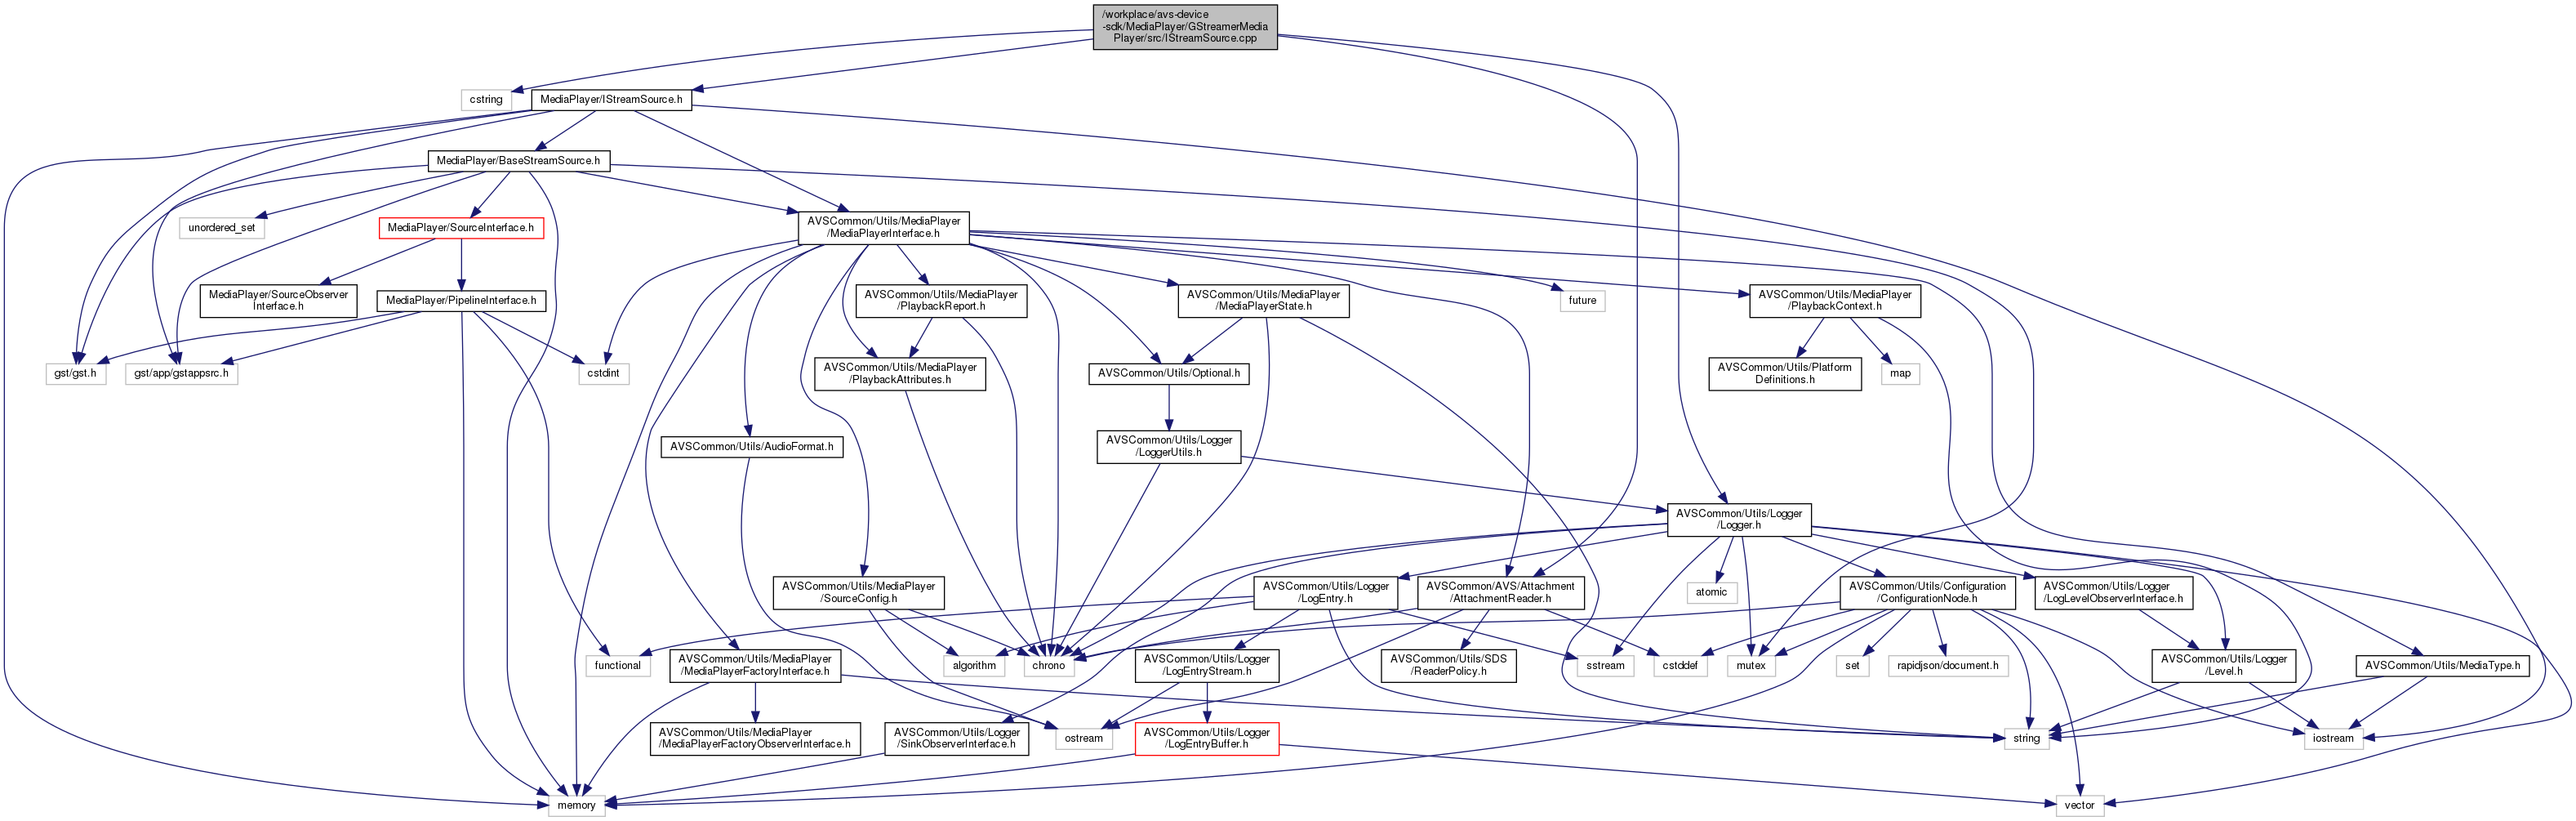 /workplace/avs-device
-sdk/MediaPlayer/GStreamerMedia
Player/src/IStreamSource.cpp
cstring
MediaPlayer/IStreamSource.h
MediaPlayer/BaseStreamSource.h
unordered_set
MediaPlayer/SourceInterface.h
AVSCommon/Utils/MediaPlayer
/MediaPlayerInterface.h
MediaPlayer/SourceObserver
Interface.h
MediaPlayer/PipelineInterface.h
AVSCommon/Utils/MediaPlayer
/PlaybackReport.h
AVSCommon/Utils/MediaPlayer
/MediaPlayerState.h
future
AVSCommon/Utils/MediaPlayer
/PlaybackContext.h
gst/gst.h
gst/app/gstappsrc.h
cstdint
AVSCommon/Utils/MediaPlayer
/PlaybackAttributes.h
AVSCommon/Utils/Optional.h
AVSCommon/Utils/Platform
Definitions.h
map
AVSCommon/Utils/AudioFormat.h
AVSCommon/Utils/Logger
/LoggerUtils.h
AVSCommon/Utils/Logger
/Logger.h
AVSCommon/Utils/MediaPlayer
/SourceConfig.h
AVSCommon/Utils/Logger
/LogEntry.h
AVSCommon/AVS/Attachment
/AttachmentReader.h
atomic
AVSCommon/Utils/Configuration
/ConfigurationNode.h
AVSCommon/Utils/Logger
/LogLevelObserverInterface.h
functional
AVSCommon/Utils/MediaPlayer
/MediaPlayerFactoryInterface.h
algorithm
chrono
AVSCommon/Utils/Logger
/LogEntryStream.h
AVSCommon/Utils/SDS
/ReaderPolicy.h
sstream
cstddef
mutex
set
rapidjson/document.h
AVSCommon/Utils/Logger
/Level.h
AVSCommon/Utils/MediaType.h
AVSCommon/Utils/MediaPlayer
/MediaPlayerFactoryObserverInterface.h
AVSCommon/Utils/Logger
/SinkObserverInterface.h
ostream
AVSCommon/Utils/Logger
/LogEntryBuffer.h
string
iostream
memory
vector